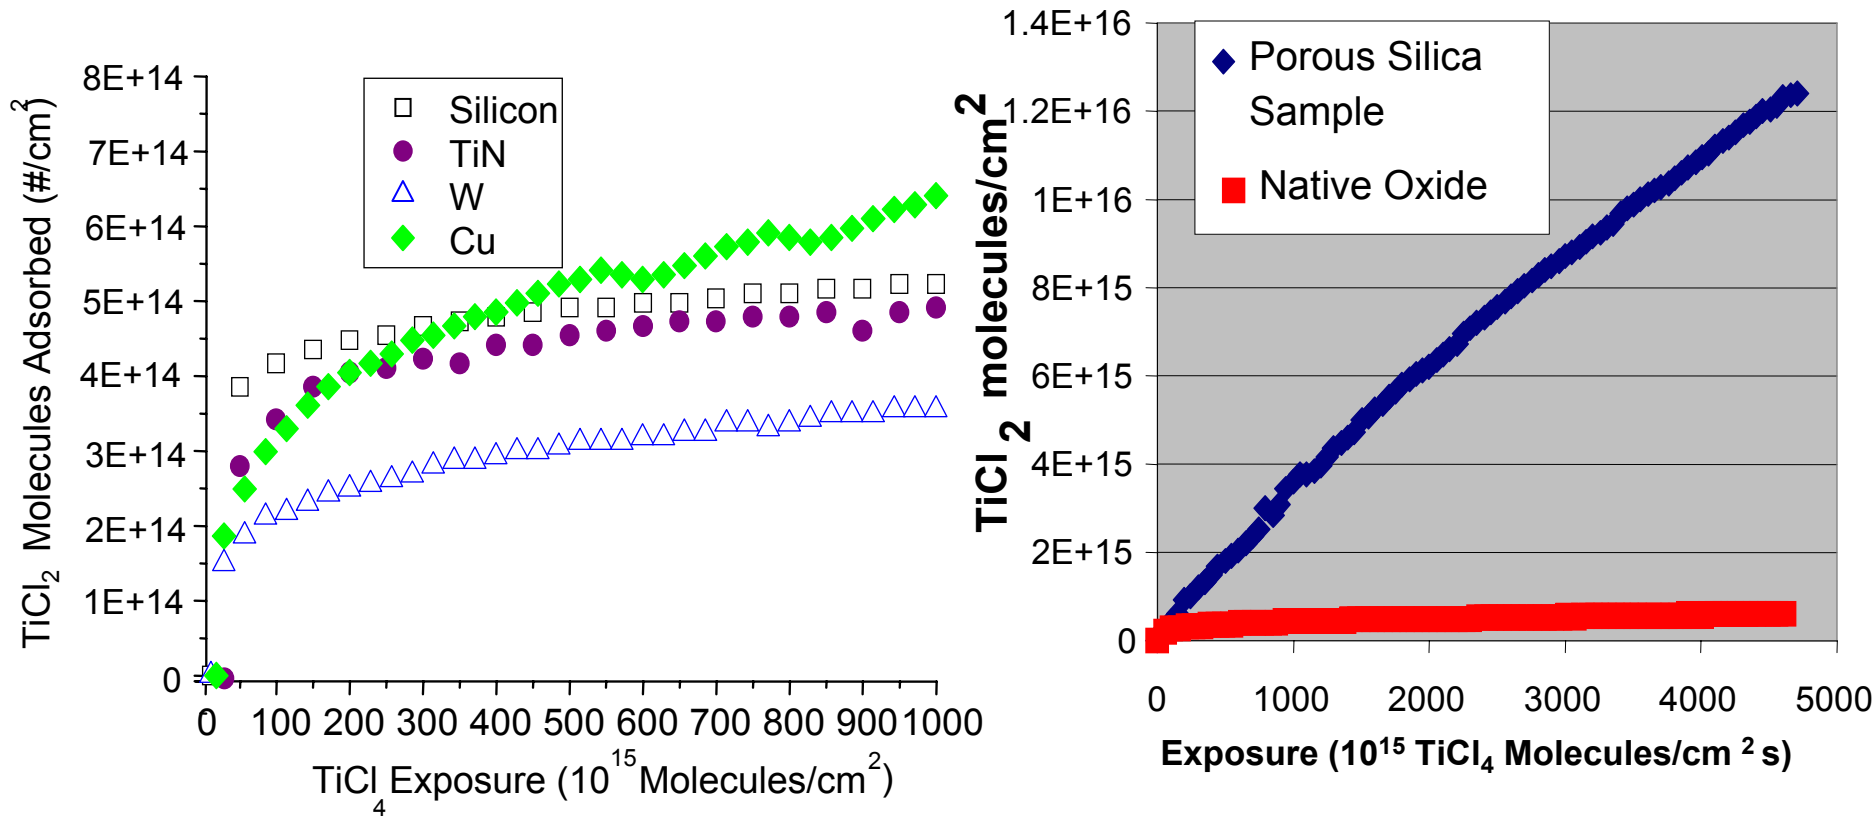 8E+14
7E+14
6E+14
5E+14
4E+14
3E+14
2E+14
1E+14
0
TiCl2 Molecules Adsorbed (#/cm2)
Silicon
TiN
W
Cu
0 100 200 300 400 500 600 700 800 900 1000
TiCl4 Exposure (10^15 Molecules/cm^2)
1.4E+16
1.2E+16
1E+16
8E+15
6E+15
4E+15
2E+15
0
TiCl2 molecules/cm2
Porous Silica
Sample
Native Oxide
0 1000 2000 3000 4000 5000
Exposure (10^15 TiCl4 Molecules/cm ^2 s)